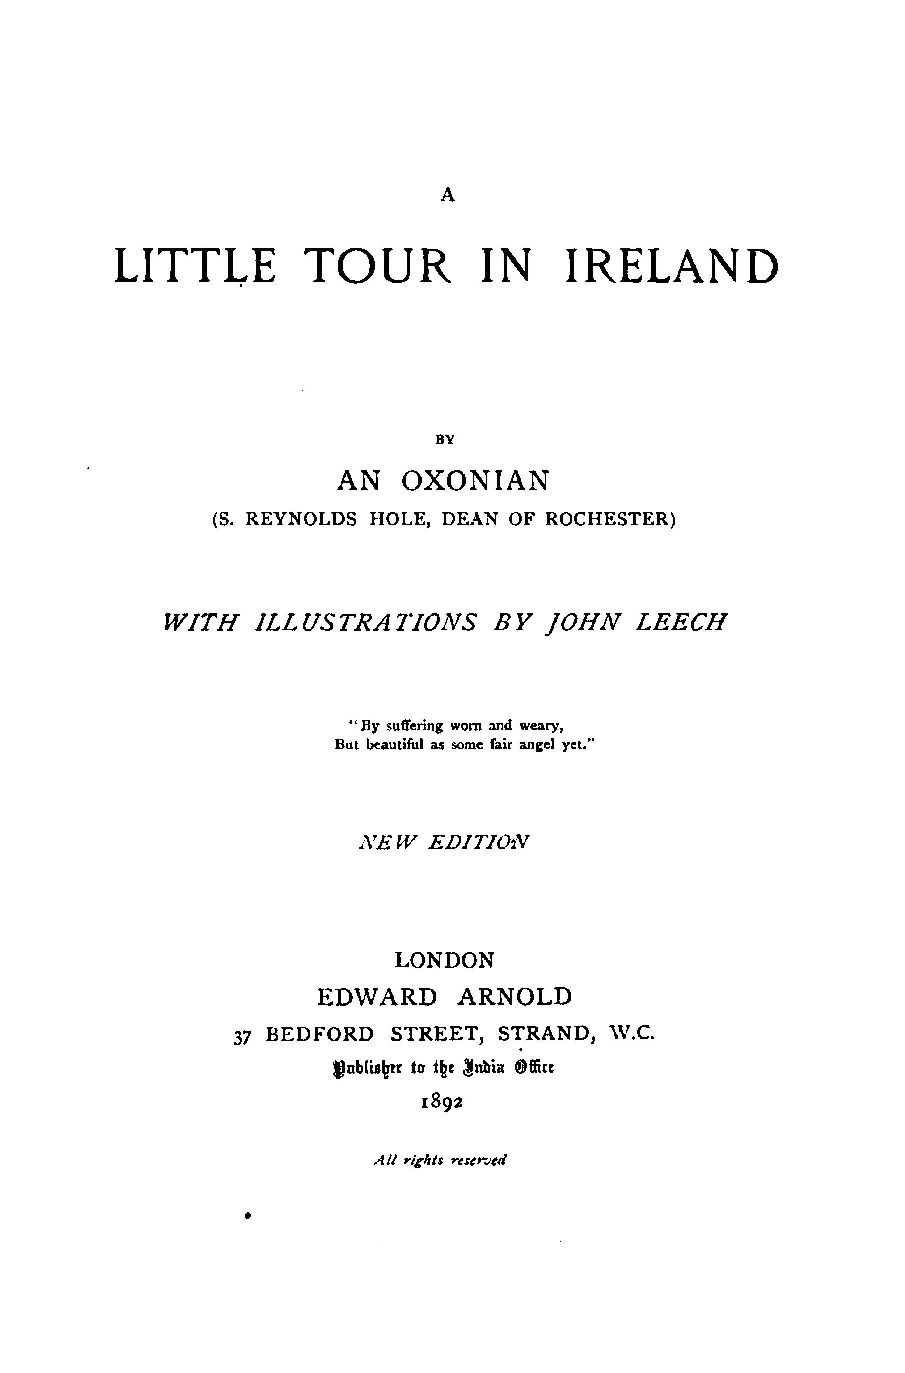 A
LITTLE TOUR IN IRELAND
BY
AN OXONIAN
(S. REYNOLDS HOLE, DEAN OF ROCHESTER)
WITH ILLUSTRATIONS BY JOHN LEECH
"By suffering worn and weary,
But beautiful as some fair angel yet."
NEW EDITION
LONDON
EDWARD ARNOLD
37 BEDFORD STREET, STRAND, W.C.
Publisher to the India Office
1892
All rights reserved